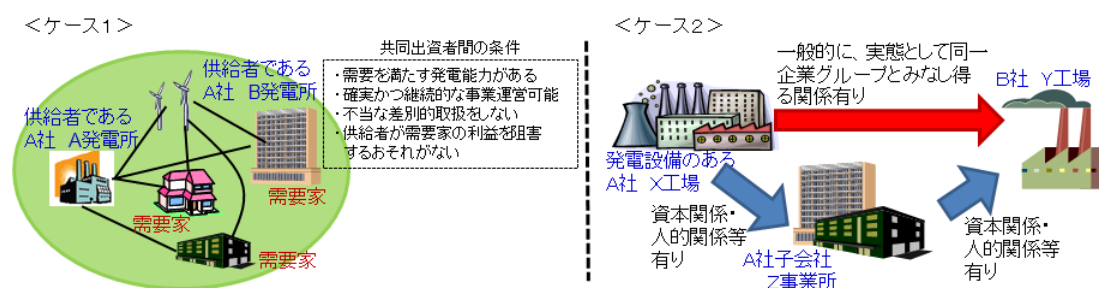 ＜ケース1＞
共同出資者間の条件
・需要を満たす発電能力がある
・確実かつ継続的な事業運営可能
・不当な差別的取扱をしない
・供給者が需要家の利益を阻害
するおそれがない
供給者である
A社 B発電所
供給者である
A社 A発電所
需要家
需要家
需要家
＜ケース2＞
一般的に、実態として同一
企業グループとみなし得
る関係有り
B社 Y工場
発電設備のある
A社 X工場
資本関係・
人的関係等
有り
A社子会社
Z事業所
資本関係・
人的関係等
有り